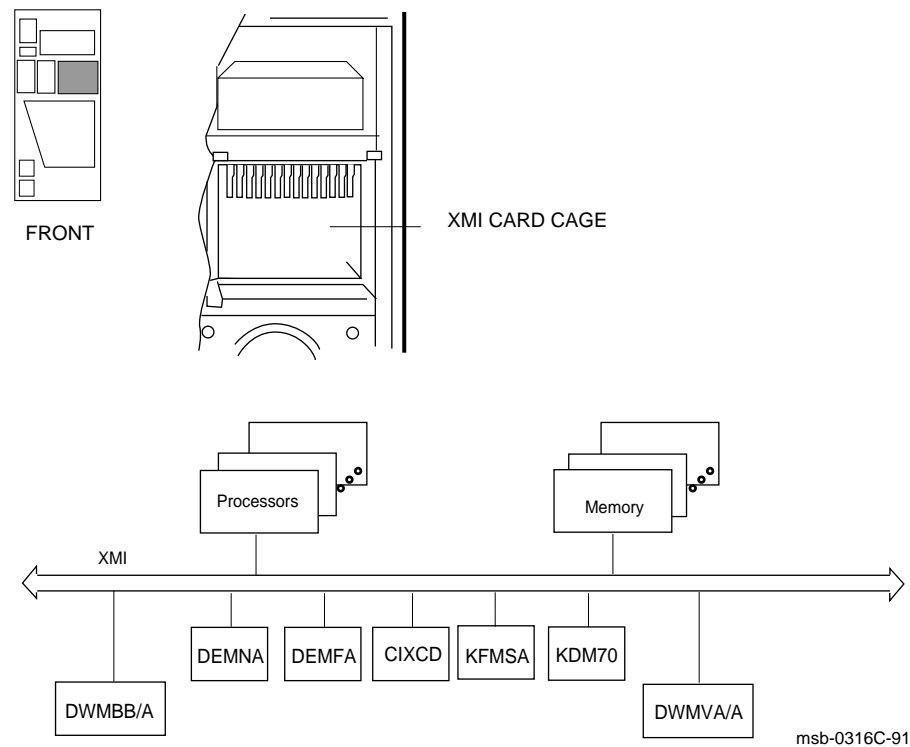 FRONT
XMI CARD CAGE
Processors
Memory
XMI
DEMNA
DEMFA
CIXCD
KFMSA
KDM70
DWMBB/A
DWMVA/A
msb-0316C-91